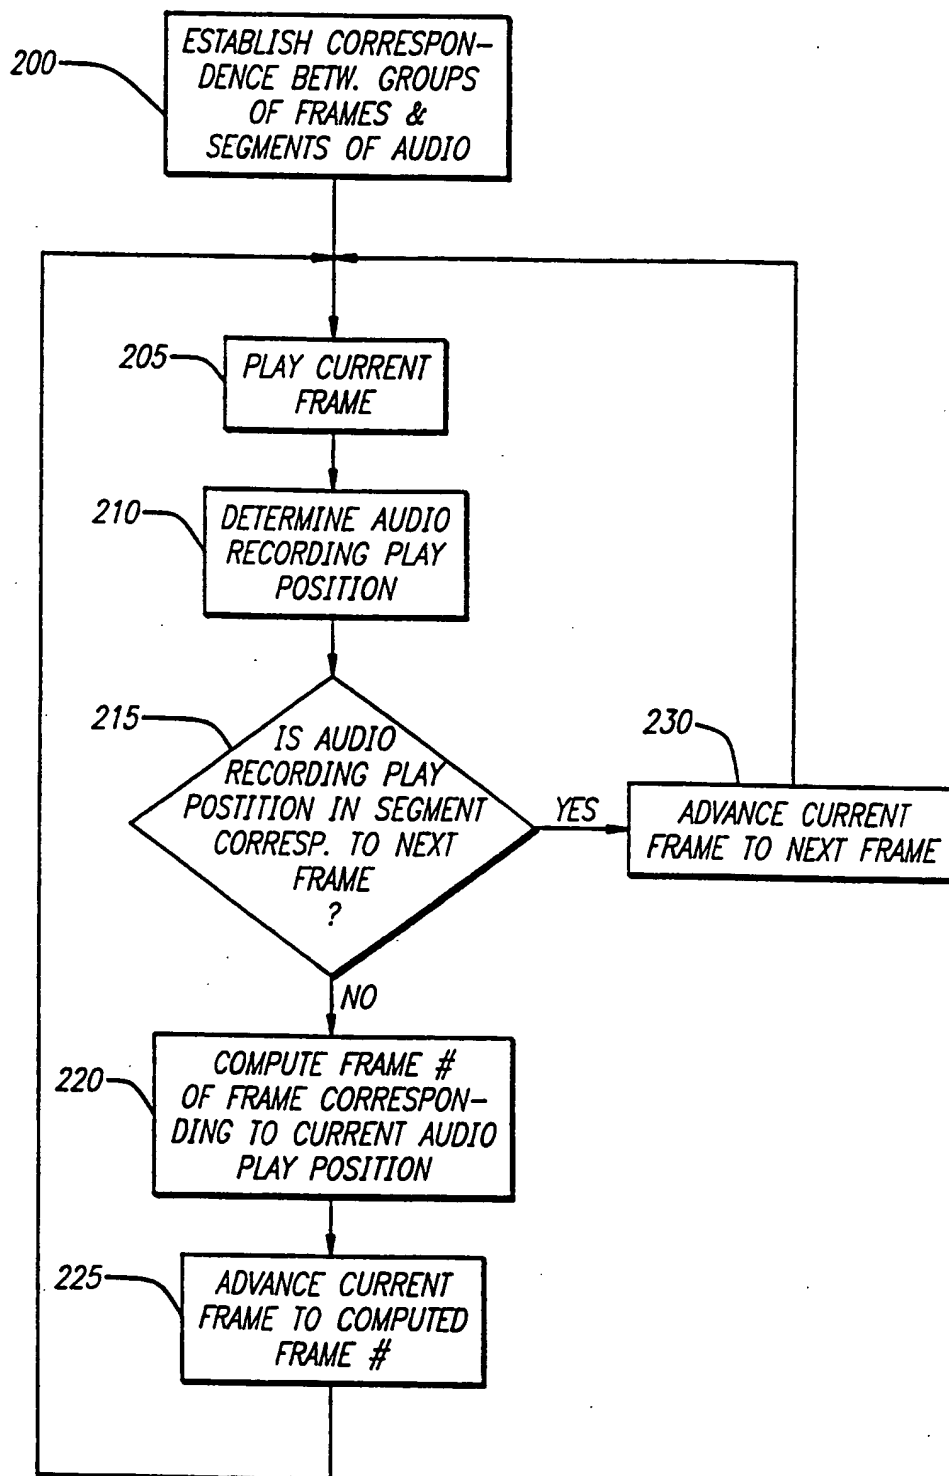 200
ESTABLISH CORRESPON-
DENCE BETW. GROUPS
OF FRAMES &
SEGMENTS OF AUDIO
205
PLAY CURRENT
FRAME
210
DETERMINE AUDIO
RECORDING PLAY
POSITION
215
IS AUDIO
RECORDING PLAY
POSTITION IN SEGMENT
CORRESP. TO NEXT
FRAME
?
YES
230
ADVANCE CURRENT
FRAME TO NEXT FRAME
NO
220
COMPUTE FRAME #
OF FRAME CORRESPON-
DING TO CURRENT AUDIO
PLAY POSITION
225
ADVANCE CURRENT
FRAME TO COMPUTED
FRAME #